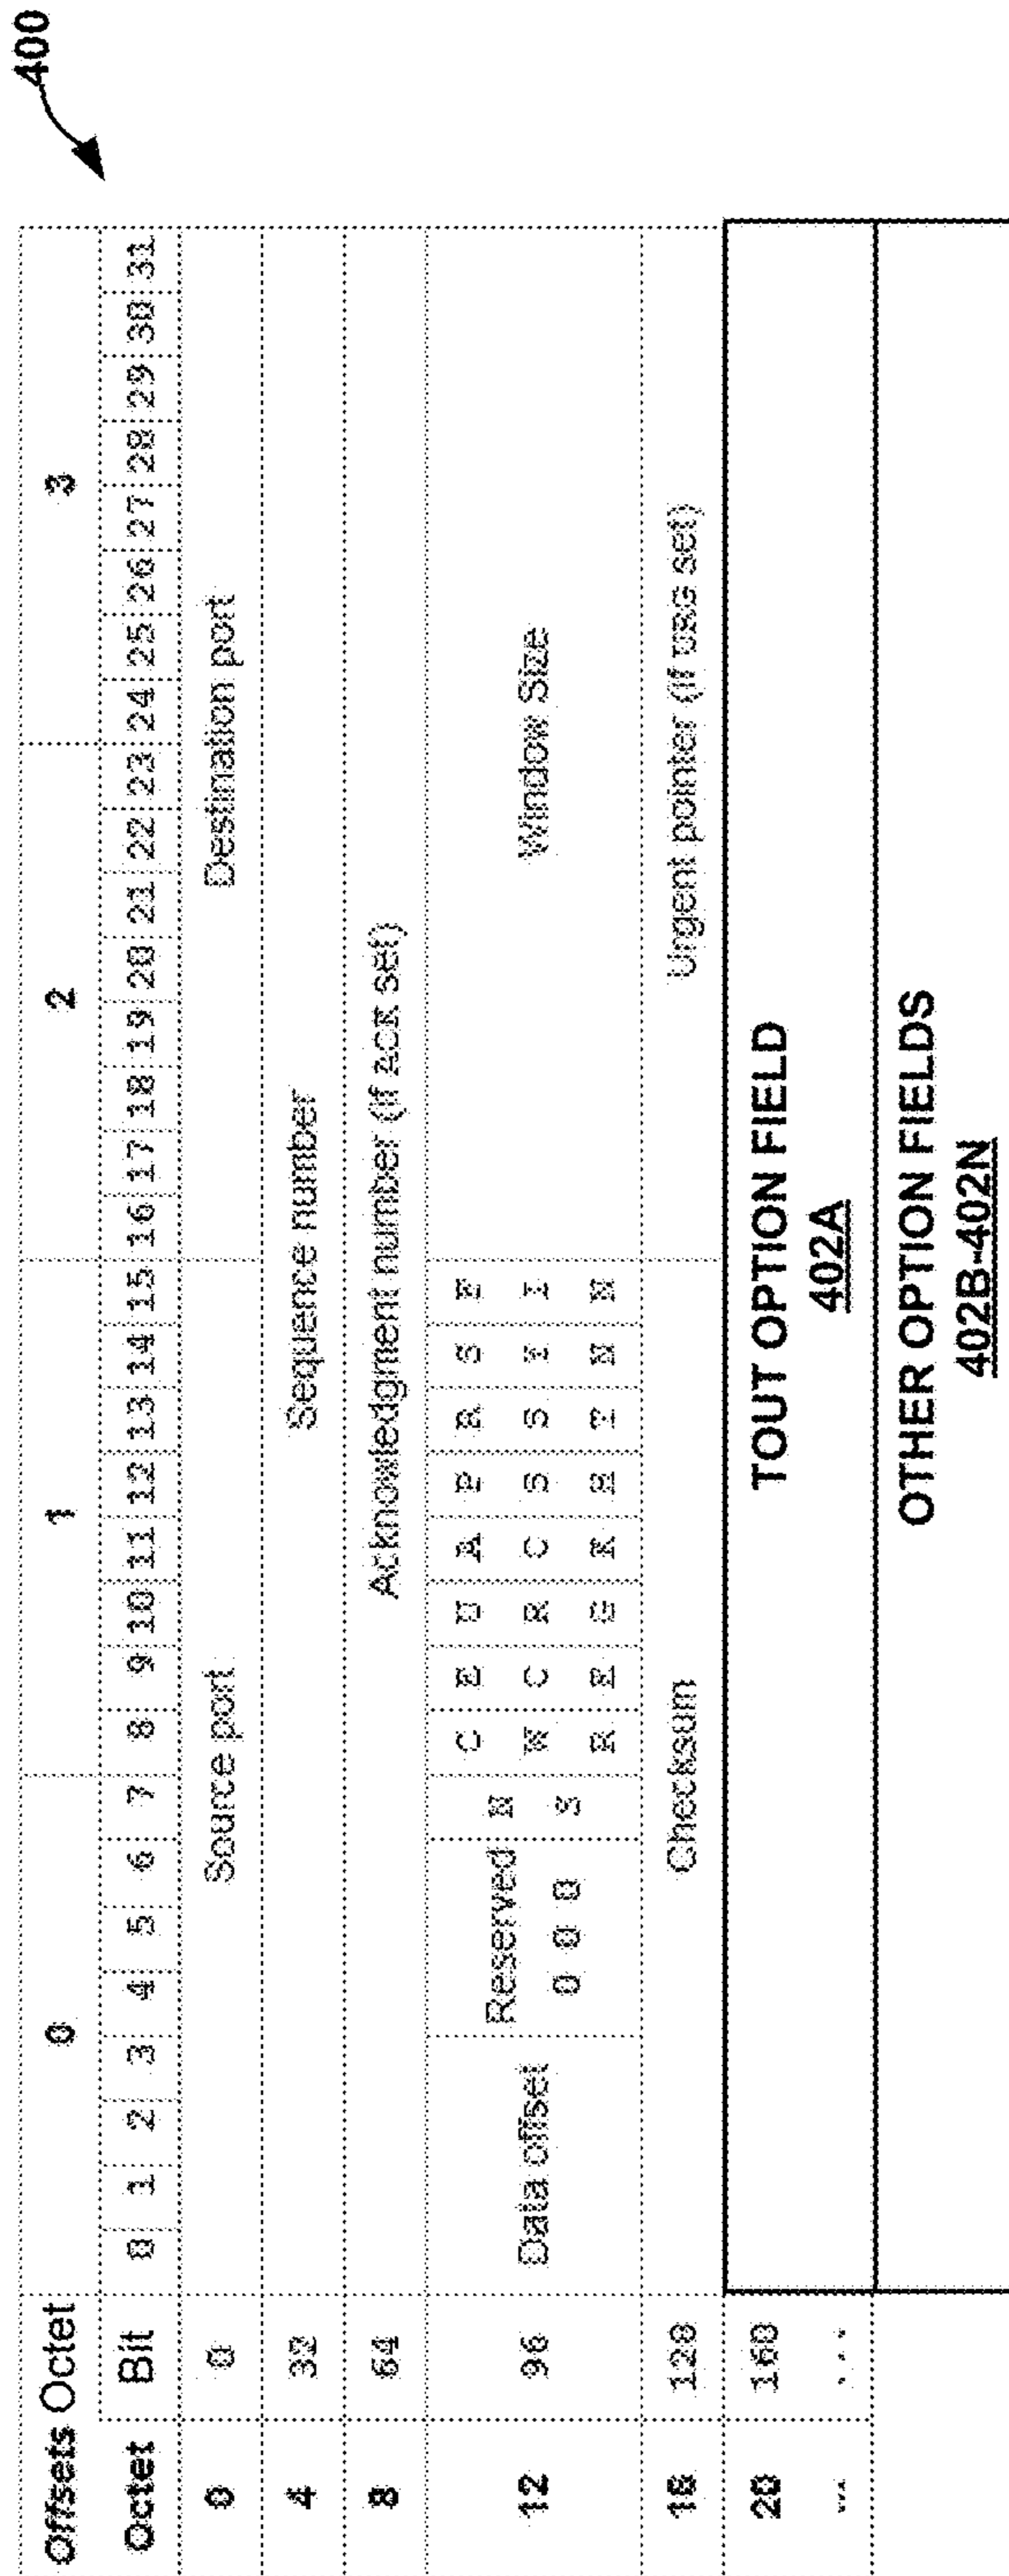 400
Offsets Octet 0 1 2 3
Octet Bit 0 1 2 3 4 5 6 7 8 9 10 11 12 13 14 15 16 17 18 19 20 21 22 23 24 25 26 27 28 29 30 31
0 0 Source port Destination port
4 32 Sequence number
8 64 Acknowledgment number (if ACK set)
12 96 Data offset Reserved 0 0 0 N S C W R E C E U R G A C K P S H R S T S Y N F I N Window Size
16 128 Checksum Urgent pointer (if URG set)
20 160 TOUT OPTION FIELD
402A
... ...
OTHER OPTION FIELDS
402B-402N